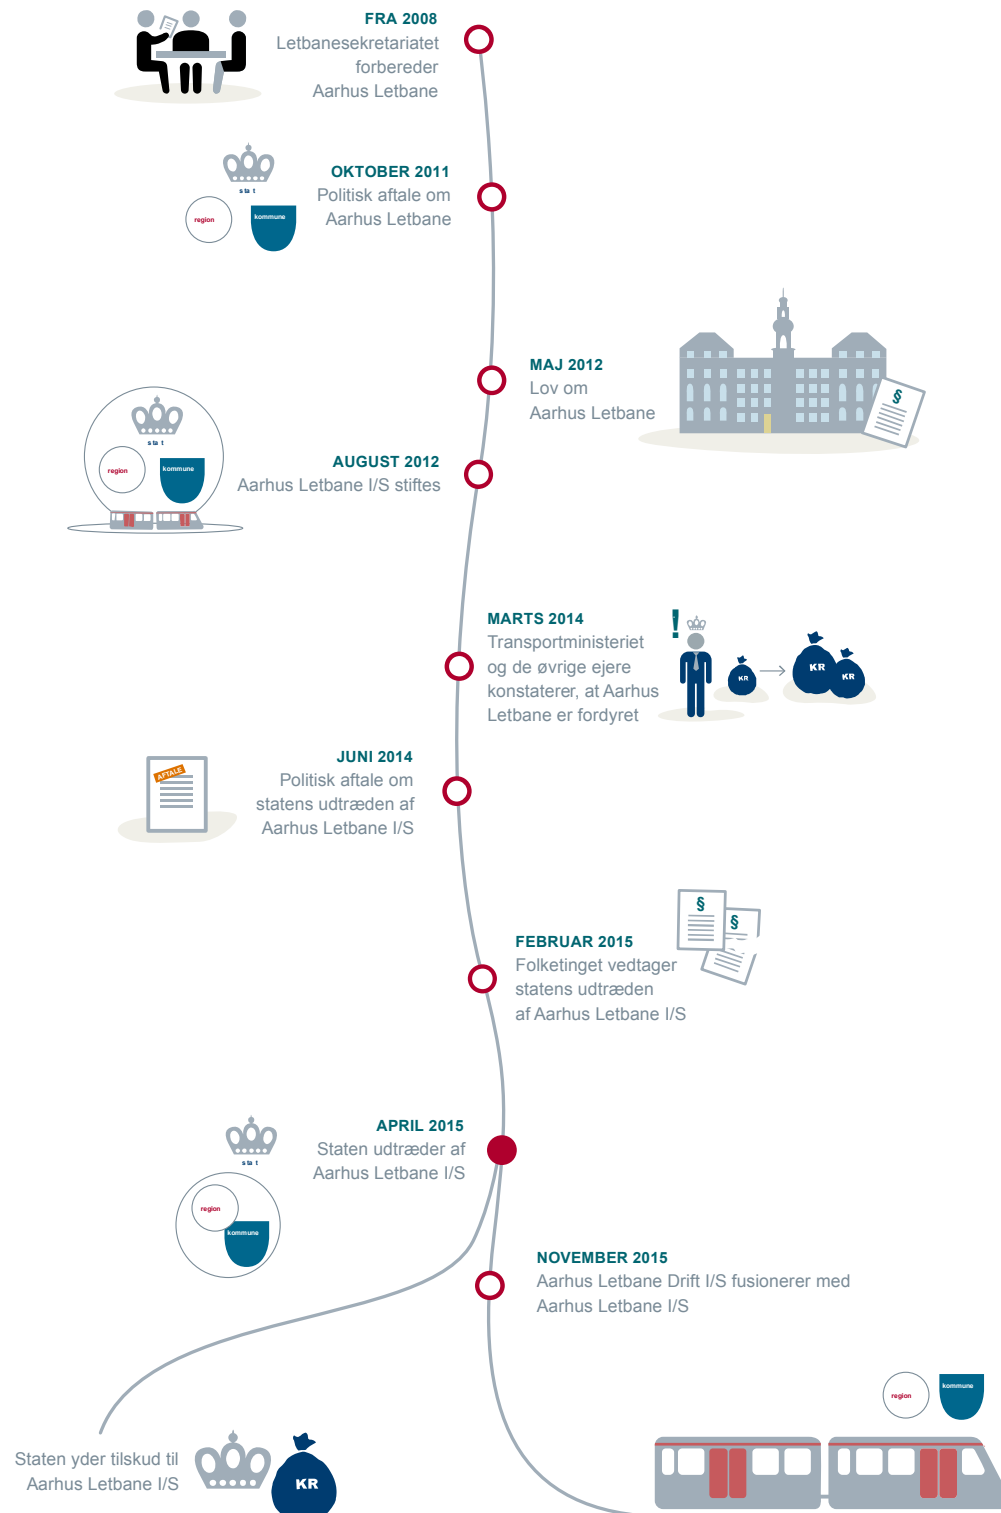 FRA 2008
Letbanesekretariatet
forbereder
Aarhus Letbane
OKTOBER 2011
Politisk aftale om
Aarhus Letbane
stat
region
kommune
MAJ 2012
Lov om
Aarhus Letbane
§
stat
region
kommune
AUGUST 2012
Aarhus Letbane I/S stiftes
MARTS 2014
Transportministeriet
og de øvrige ejere
konstaterer, at Aarhus
Letbane er fordyret
!
KR
KR
KR
JUNI 2014
Politisk aftale om
statens udtræden af
Aarhus Letbane I/S
AFTALE
FEBRUAR 2015
Folketinget vedtager
statens udtræden
af Aarhus Letbane I/S
§
§
APRIL 2015
Staten udtræder af
Aarhus Letbane I/S
stat
region
kommune
NOVEMBER 2015
Aarhus Letbane Drift I/S fusionerer med
Aarhus Letbane I/S
region
kommune
Staten yder tilskud til
Aarhus Letbane I/S
KR